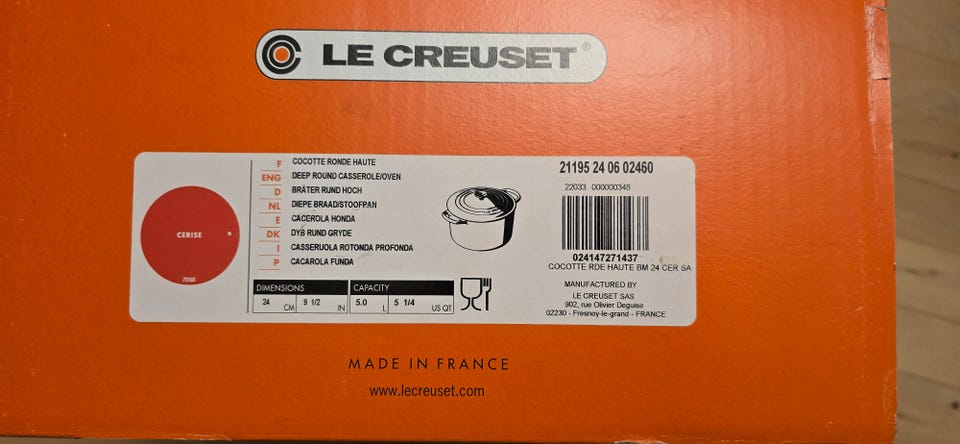 LE CREUSET®
CERISE
F COCOTTE RONDE HAUTE
ENG DEEP ROUND CASSEROLE/OVEN
D BRÄTER RUND HOCH
NL DIEPE BRAAD/STOOFPAN
E CACEROLA HONDA
DK DYB RUND GRYDE
I CASSERUOLA ROTONDA PROFONDA
P CACAROLA FUNDA
DIMENSIONS CAPACITY
24 CM 9 1/2 IN 5.0 L 5 1/4 US QT
21195 24 06 02460
22033 000000348
024147271437
COCOTTE RDE HAUTE BM 24 CER SA
MANUFACTURED BY
LE CREUSET SAS
902, rue Olivier Deguise
02230 - Fresnoy-le-grand - FRANCE
MADE IN FRANCE
www.lecreuset.com